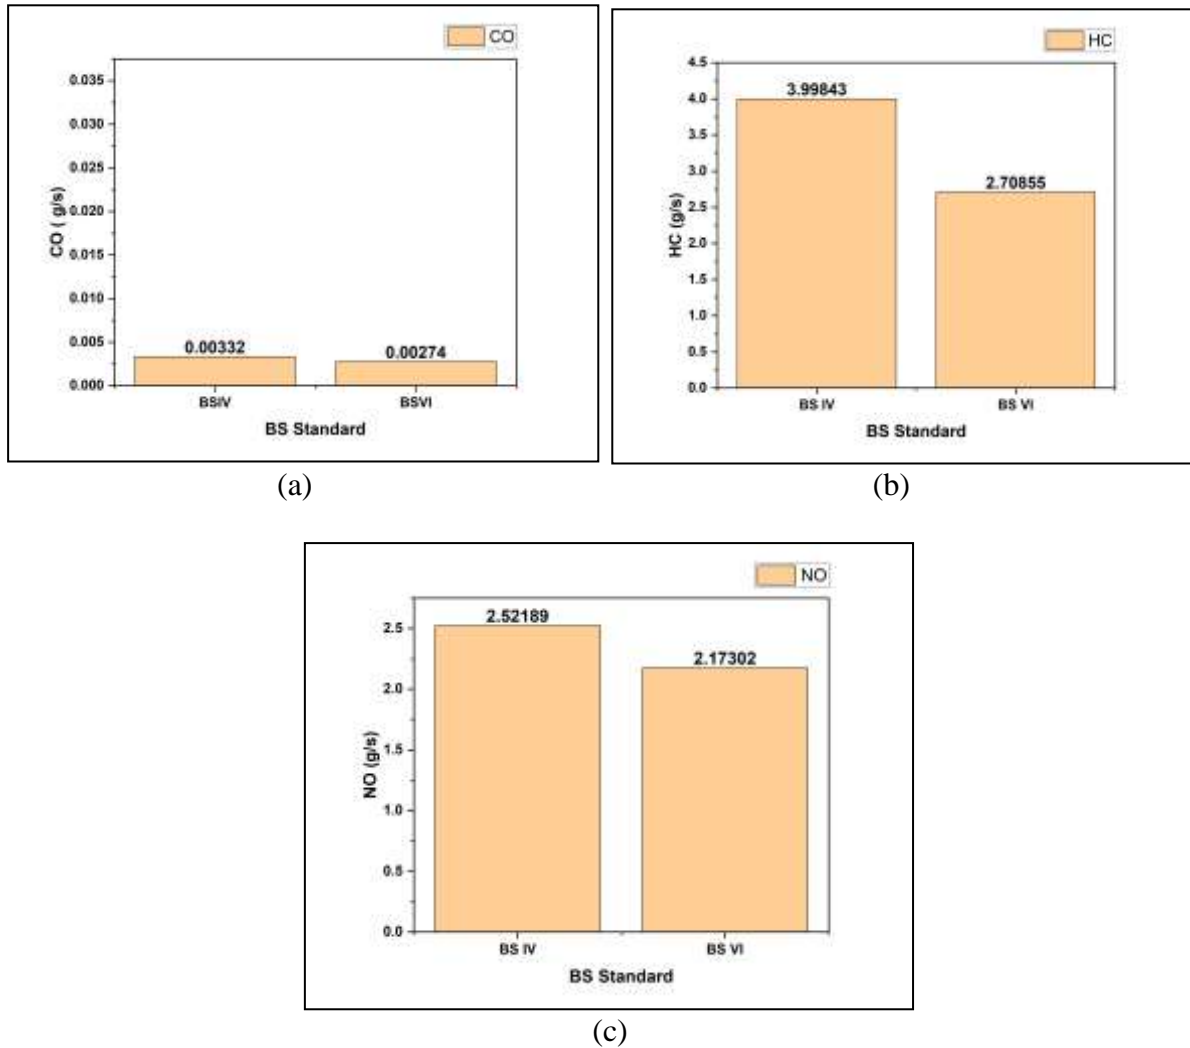 CO
0.035
0.030
0.025
0.020
0.015
0.010
0.005
0.000
CO ( g/s)
0.00332
0.00274
BSIV
BSVI
BS Standard
(a)
HC
4.5
4.0
3.5
3.0
2.5
2.0
1.5
1.0
0.5
0.0
HC (g/s)
3.99843
2.70855
BS IV
BS VI
BS Standard
(b)
NO
2.5
2.0
1.5
1.0
0.5
0.0
NO (g/s)
2.52189
2.17302
BS IV
BS VI
BS Standard
(c)